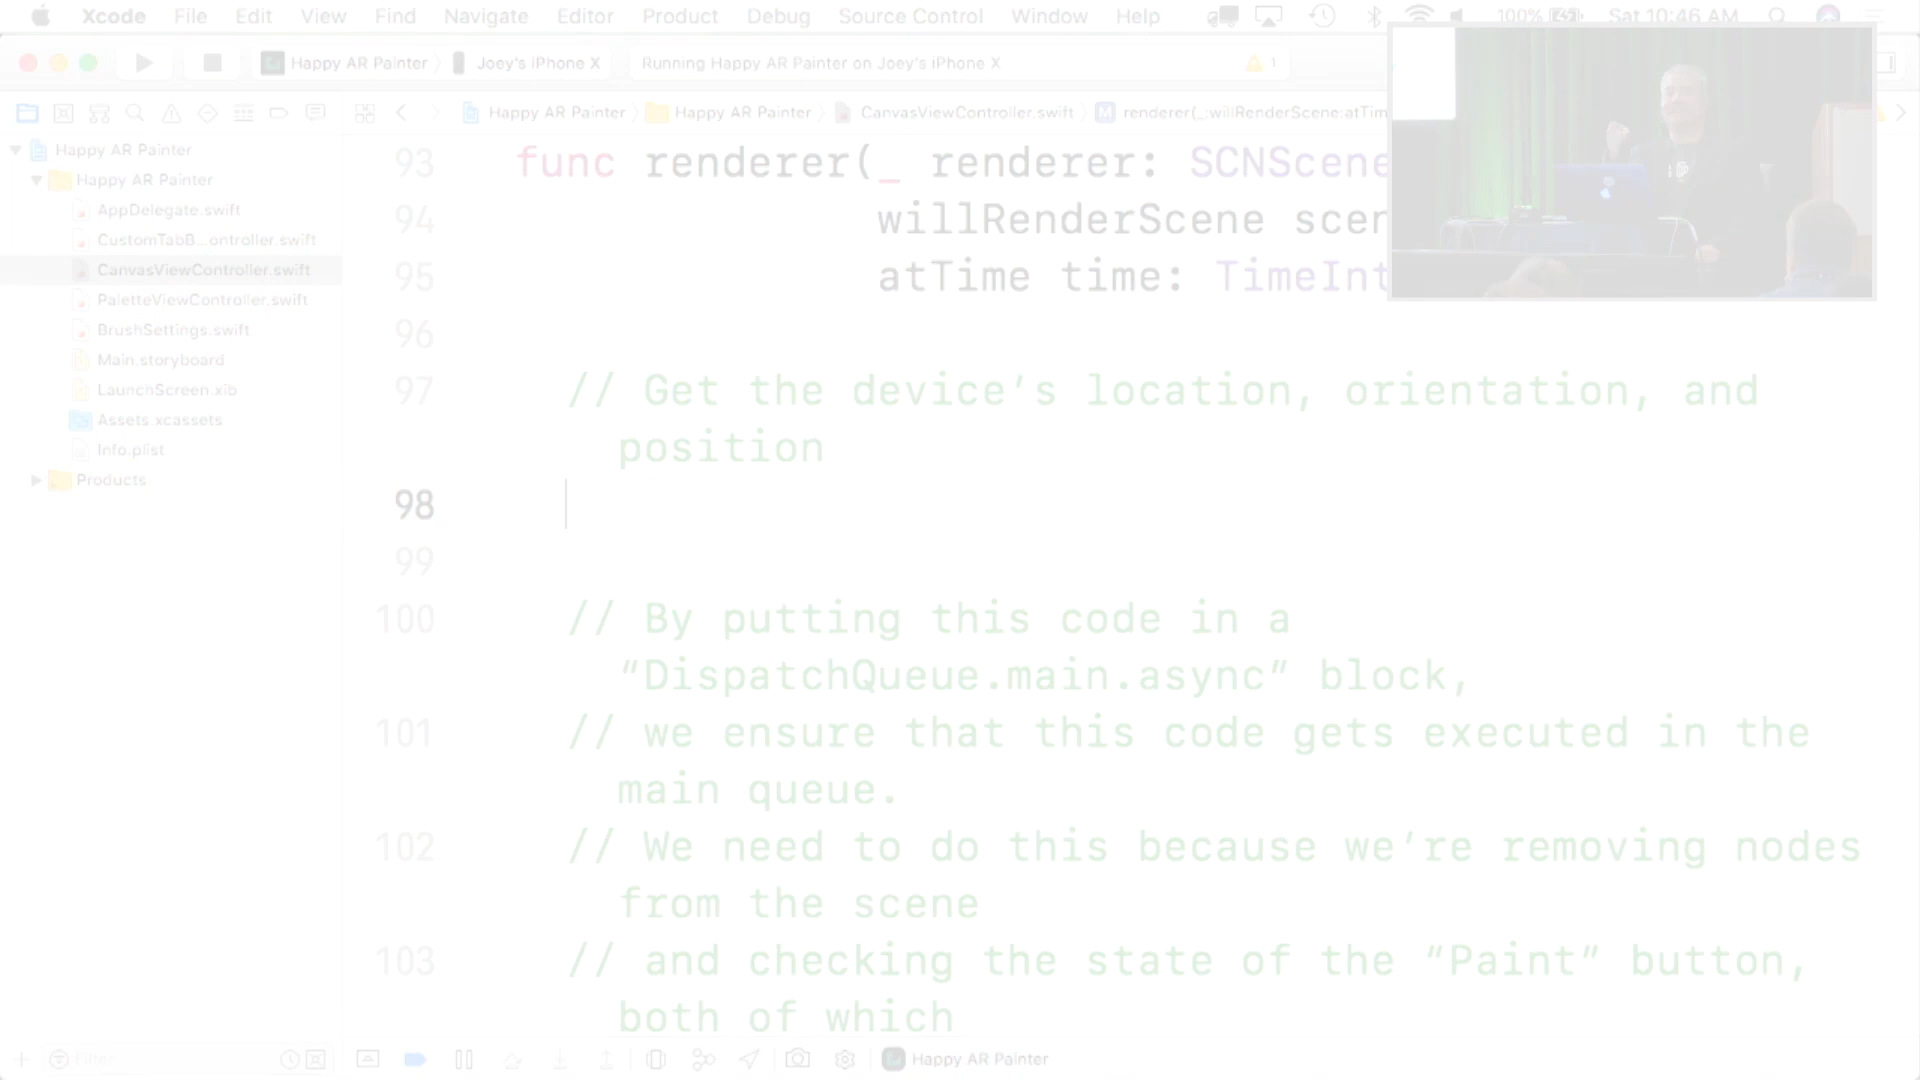 Xcode File Edit View Find Navigate Editor Product Debug Source Control Window Help 100% Sat 10:46 AM
Happy AR Painter Joey's iPhone X Running Happy AR Painter on Joey's iPhone X 1
Happy AR Painter Happy AR Painter CanvasViewController.swift renderer(_:willRenderScene:atTim
Happy AR Painter
Happy AR Painter
AppDelegate.swift
CustomTabB...ontroller.swift
CanvasViewController.swift
PaletteViewController.swift
BrushSettings.swift
Main.storyboard
LaunchScreen.xib
Assets.xcassets
Info.plist
Products
93 func renderer(_ renderer: SCNScene
94 willRenderScene scen
95 atTime time: TimeInt
96
97 // Get the device’s location, orientation, and
position
98
99
100 // By putting this code in a
“DispatchQueue.main.async” block,
101 // we ensure that this code gets executed in the
main queue.
102 // We need to do this because we’re removing nodes
from the scene
103 // and checking the state of the “Paint” button,
both of which
Filter Happy AR Painter